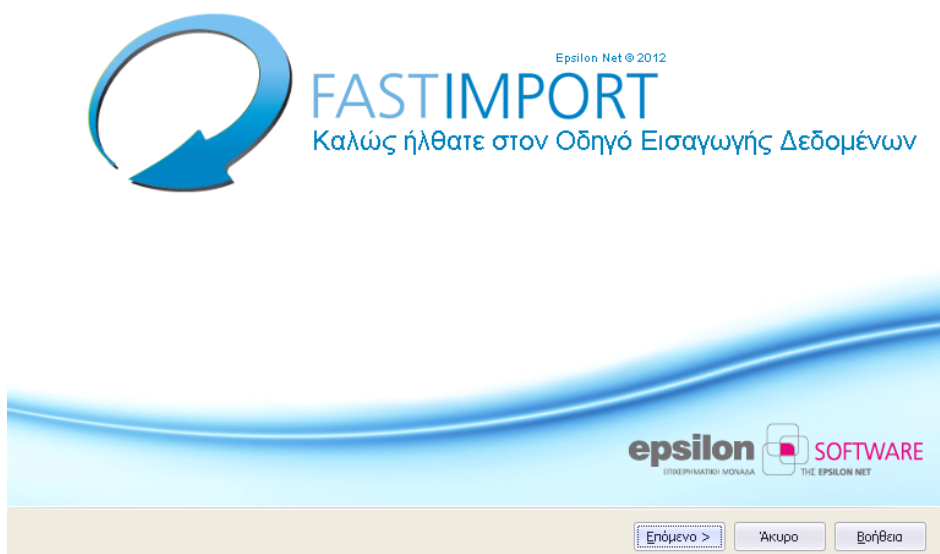 Epsilon Net © 2012
FASTIMPORT
Καλώς ήλθατε στον Οδηγό Εισαγωγής Δεδομένων
epsilon SOFTWARE
ΕΠΙΧΕΙΡΗΜΑΤΙΚΗ ΜΟΝΑΔΑ ΤΗΣ EPSILON NET
Επόμενο > Άκυρο Βοήθεια